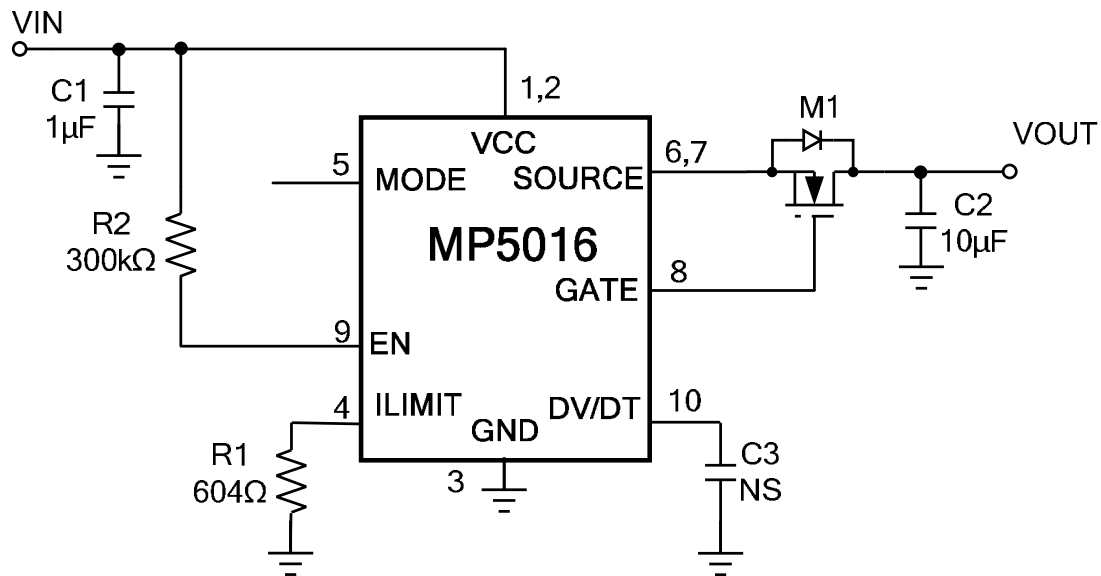 VIN
C1
1µF
1,2
VCC
M1
VOUT
5
MODE
SOURCE
6,7
R2
300kΩ
MP5016
C2
10µF
GATE
8
9
EN
4
ILIMIT
DV/DT
10
GND
R1
604Ω
3
C3
NS